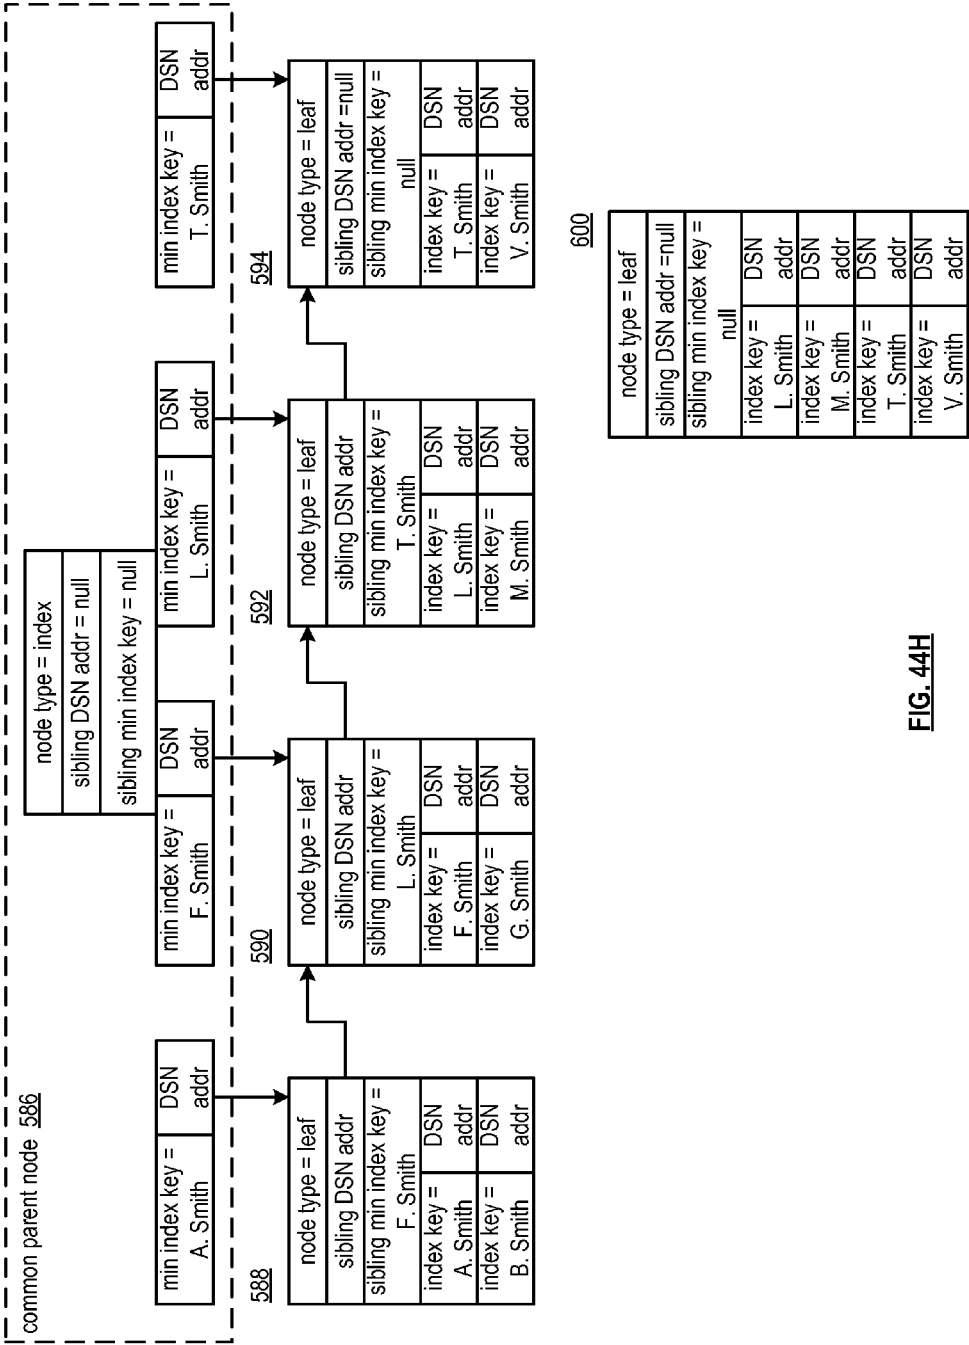 common parent node 586
node type = index
sibling DSN addr = null
sibling min index key = null
min index key =
A. Smith
DSN
addr
min index key =
F. Smith
DSN
addr
min index key =
L. Smith
DSN
addr
min index key =
T. Smith
DSN
addr
588
node type = leaf
sibling DSN addr
sibling min index key =
F. Smith
index key =
A. Smith
DSN
addr
index key =
B. Smith
DSN
addr
590
node type = leaf
sibling DSN addr
sibling min index key =
L. Smith
index key =
F. Smith
DSN
addr
index key =
G. Smith
DSN
addr
592
node type = leaf
sibling DSN addr
sibling min index key =
T. Smith
index key =
L. Smith
DSN
addr
index key =
M. Smith
DSN
addr
594
node type = leaf
sibling DSN addr =null
sibling min index key =
null
index key =
T. Smith
DSN
addr
index key =
V. Smith
DSN
addr
600
node type = leaf
sibling DSN addr =null
sibling min index key =
null
index key =
L. Smith
DSN
addr
index key =
M. Smith
DSN
addr
index key =
T. Smith
DSN
addr
index key =
V. Smith
DSN
addr
FIG. 44H